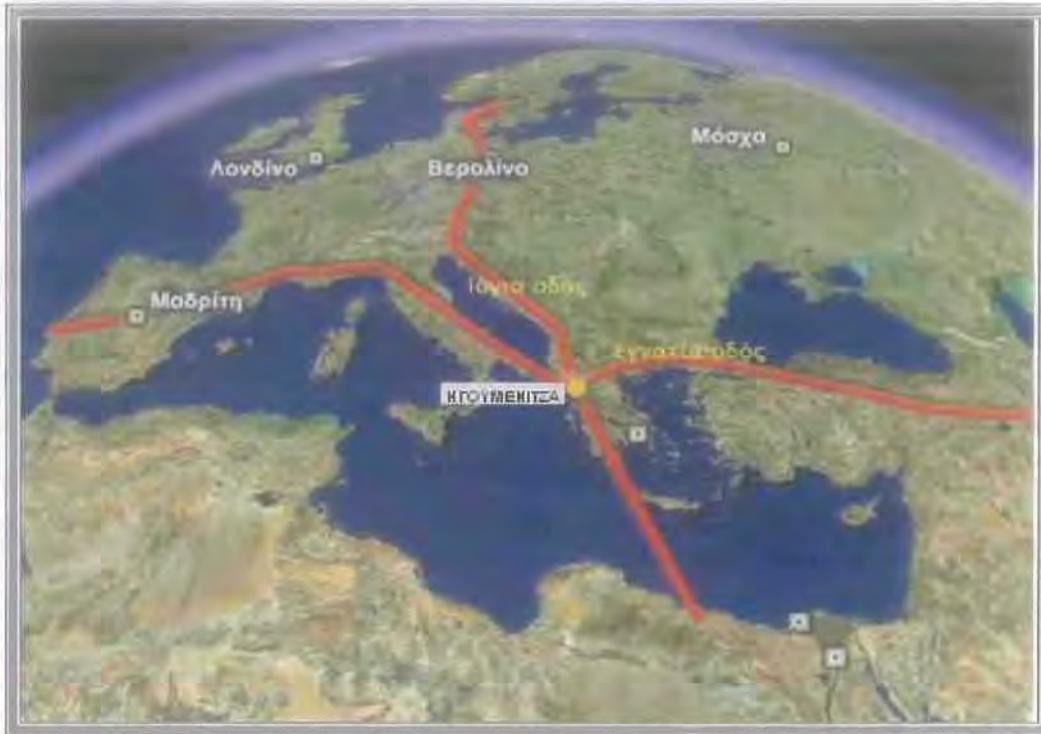 Μόσχα
Λονδίνο
Βερολίνο
Ιόνια οδός
Μαδρίτη
εγνατία οδός
ΗΓΟΥΜΕΝΙΤΣΑ